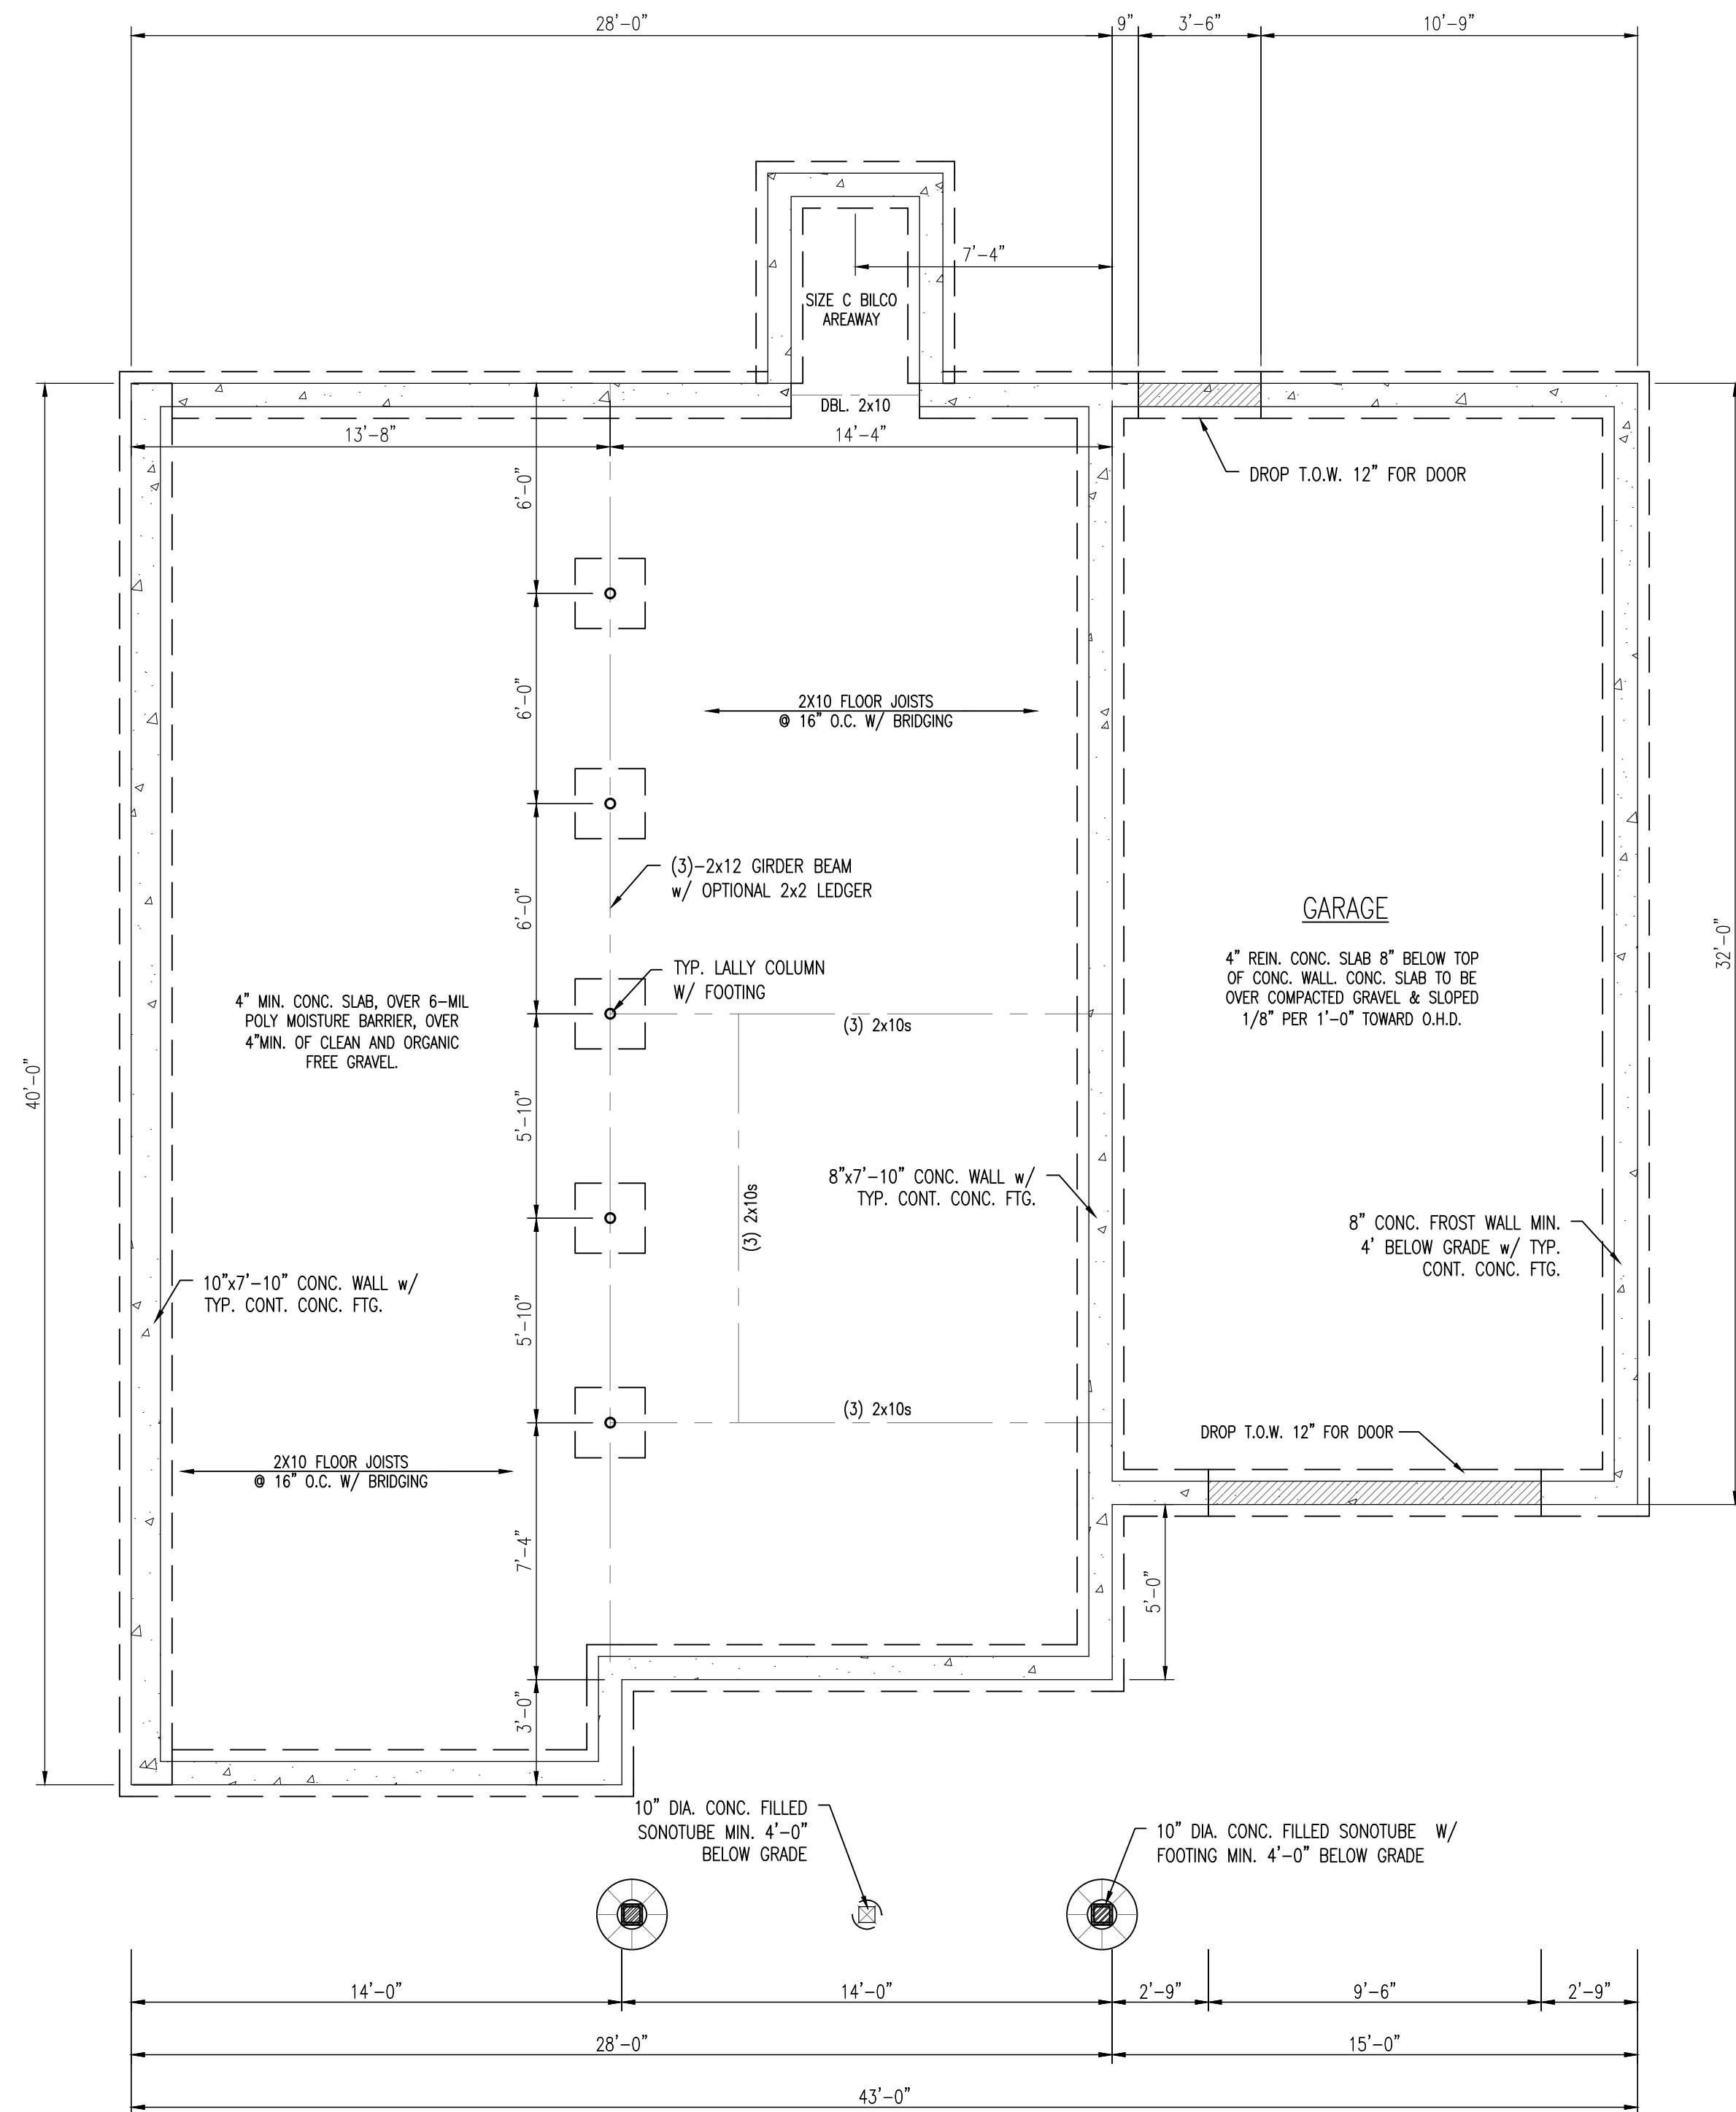 28'-0"
9"
3'-6"
10'-9"
7'-4"
SIZE C BILCO
AREAWAY
DBL. 2x10
13'-8"
14'-4"
DROP T.O.W. 12" FOR DOOR
6'-0"
6'-0"
2X10 FLOOR JOISTS
@ 16" O.C. W/ BRIDGING
(3)-2x12 GIRDER BEAM
w/ OPTIONAL 2x2 LEDGER
6'-0"
GARAGE
32'-0"
4" REIN. CONC. SLAB 8" BELOW TOP
OF CONC. WALL. CONC. SLAB TO BE
OVER COMPACTED GRAVEL & SLOPED
1/8" PER 1'-0" TOWARD O.H.D.
TYP. LALLY COLUMN
W/ FOOTING
4" MIN. CONC. SLAB, OVER 6-MIL
POLY MOISTURE BARRIER, OVER
4"MIN. OF CLEAN AND ORGANIC
FREE GRAVEL.
(3) 2x10s
40'-0"
5'-10"
8"x7'-10" CONC. WALL w/
TYP. CONT. CONC. FTG.
(3) 2x10s
8" CONC. FROST WALL MIN.
4' BELOW GRADE w/ TYP.
CONT. CONC. FTG.
10"x7'-10" CONC. WALL w/
TYP. CONT. CONC. FTG.
5'-10"
(3) 2x10s
DROP T.O.W. 12" FOR DOOR
2X10 FLOOR JOISTS
@ 16" O.C. W/ BRIDGING
7'-4"
5'-0"
3'-0"
10" DIA. CONC. FILLED
SONOTUBE MIN. 4'-0"
BELOW GRADE
10" DIA. CONC. FILLED SONOTUBE W/
FOOTING MIN. 4'-0" BELOW GRADE
14'-0"
14'-0"
2'-9"
9'-6"
2'-9"
28'-0"
15'-0"
43'-0"